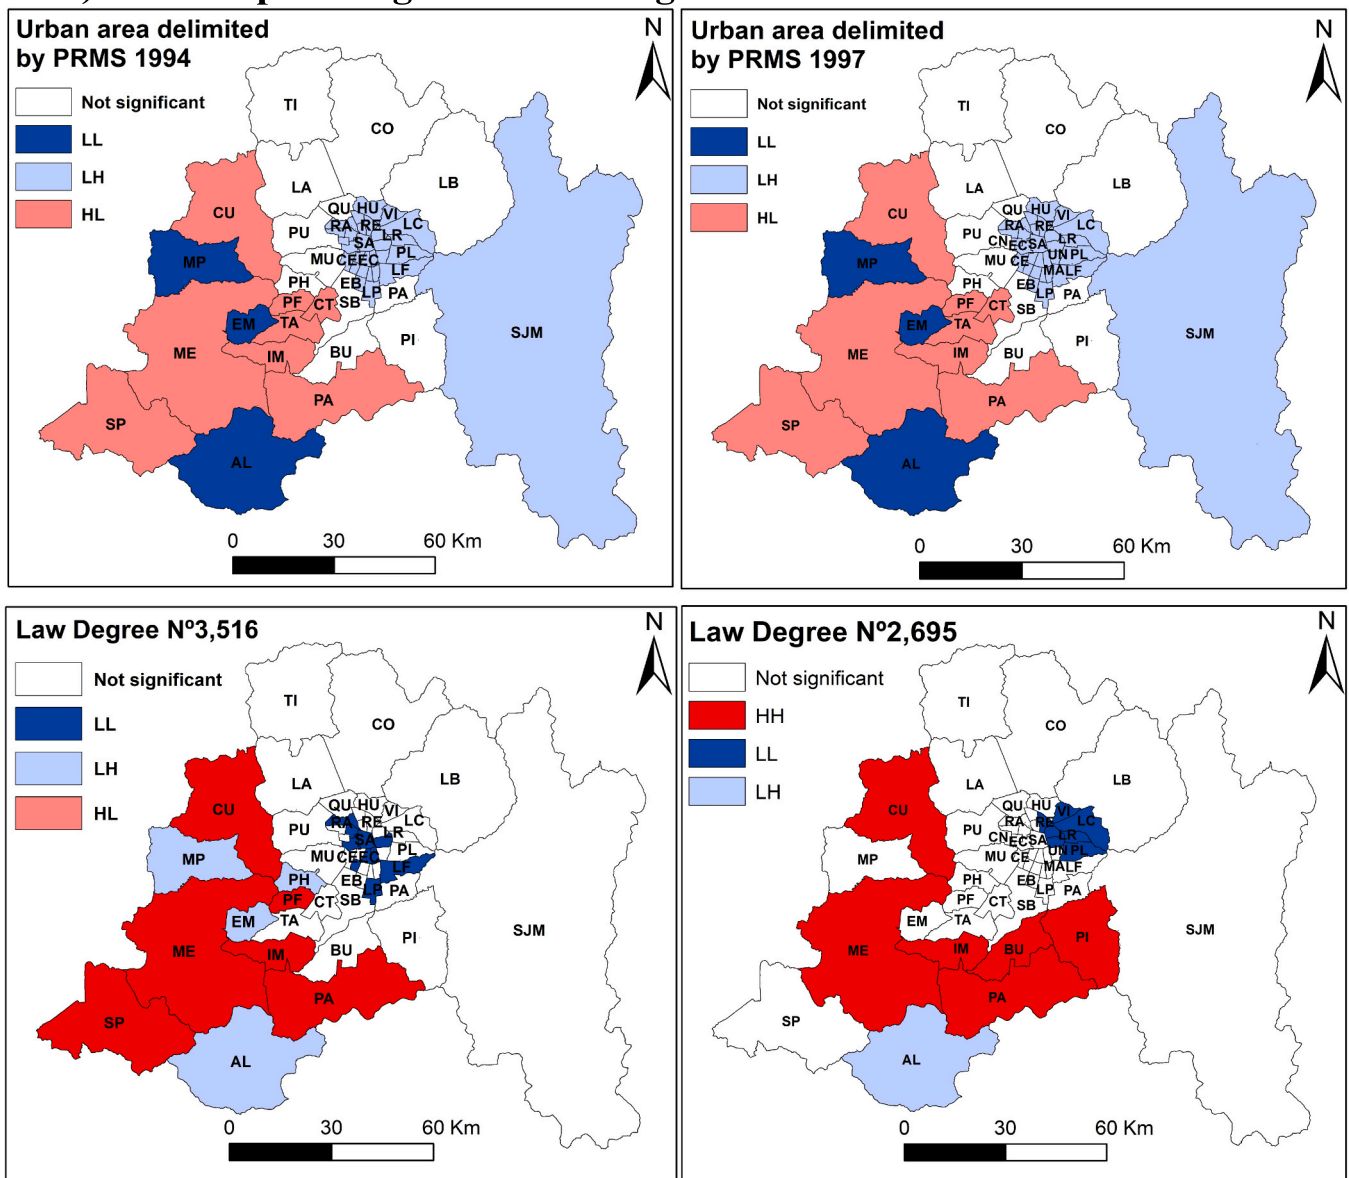 Urban area delimited
by PRMS 1994
N
Not significant
LL
LH
HL
TI
CO
LB
LA
CU
QU HU VI
RA RE LC
PU SA LR
MU CE EC PL
MP LF
PH EB LP PA
PF CT SB
EM TA
SJM
ME IM BU PI
PA
SP
AL
0 30 60 Km
Urban area delimited
by PRMS 1997
N
Not significant
LL
LH
HL
TI
CO
LB
LA
CU
QU HU VI
RA RE LC
PU CN EC SA LR
MU CE UN PL
MP MA LF
PH EB LP PA
PF CT SB
EM TA
SJM
ME IM BU PI
PA
SP
AL
0 30 60 Km
Law Degree Nº3,516
N
Not significant
LL
LH
HL
TI
CO
LB
LA
CU
QU HU VI
RA RE LC
PU SA LR
MU CE EC PL
MP LF
PH EB LP PA
PF CT SB
EM TA
SJM
ME IM BU PI
PA
SP
AL
0 30 60 Km
Law Degree Nº2,695
N
Not significant
HH
LL
LH
TI
CO
LB
LA
CU
QU HU VI
RA RE LC
PU CN EC SA LR
MU CE UN PL
MP MA LF
PH EB LP PA
PF CT SB
EM TA
SJM
ME IM BU PI
PA
SP
AL
0 30 60 Km